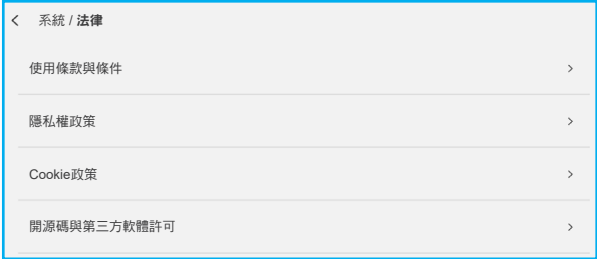 系統 / 法律
使用條款與條件
隱私權政策
Cookie政策
開源碼與第三方軟體許可